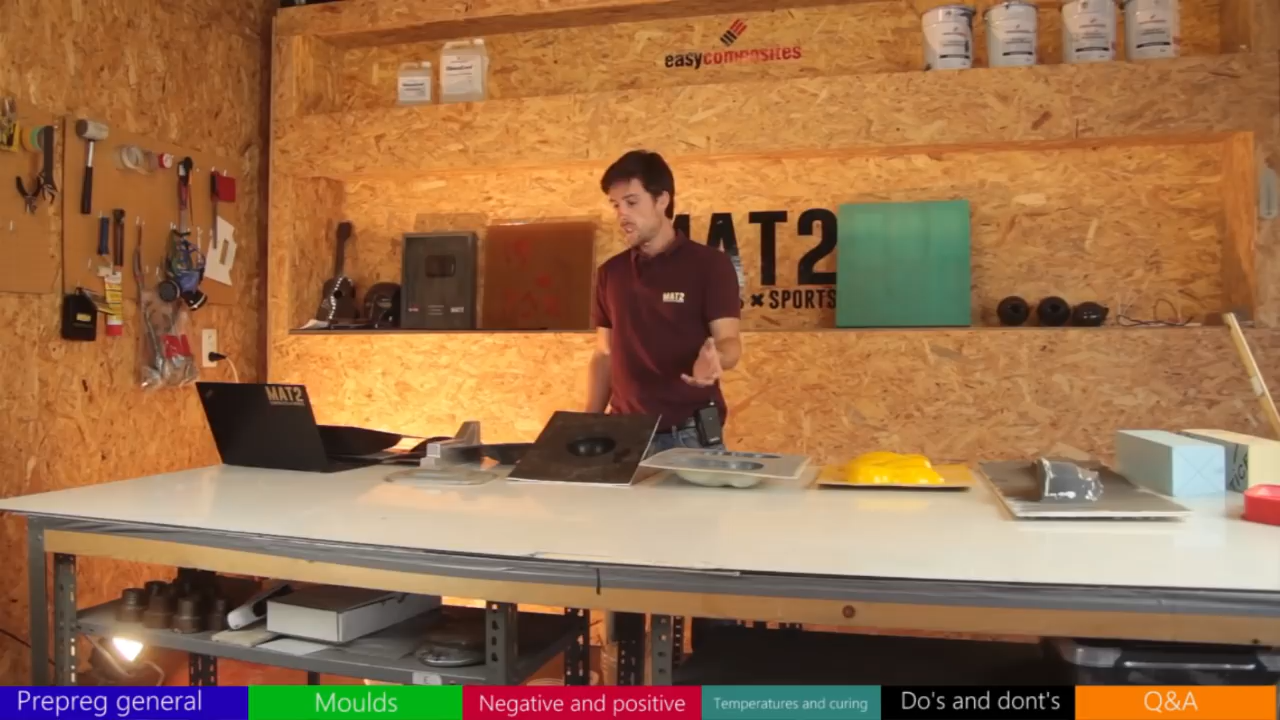 easycomposites
MAT2
S × SPORTS
MAT2
MAT2
Prepreg general
Moulds
Negative and positive
Temperatures and curing
Do's and dont's
Q&A